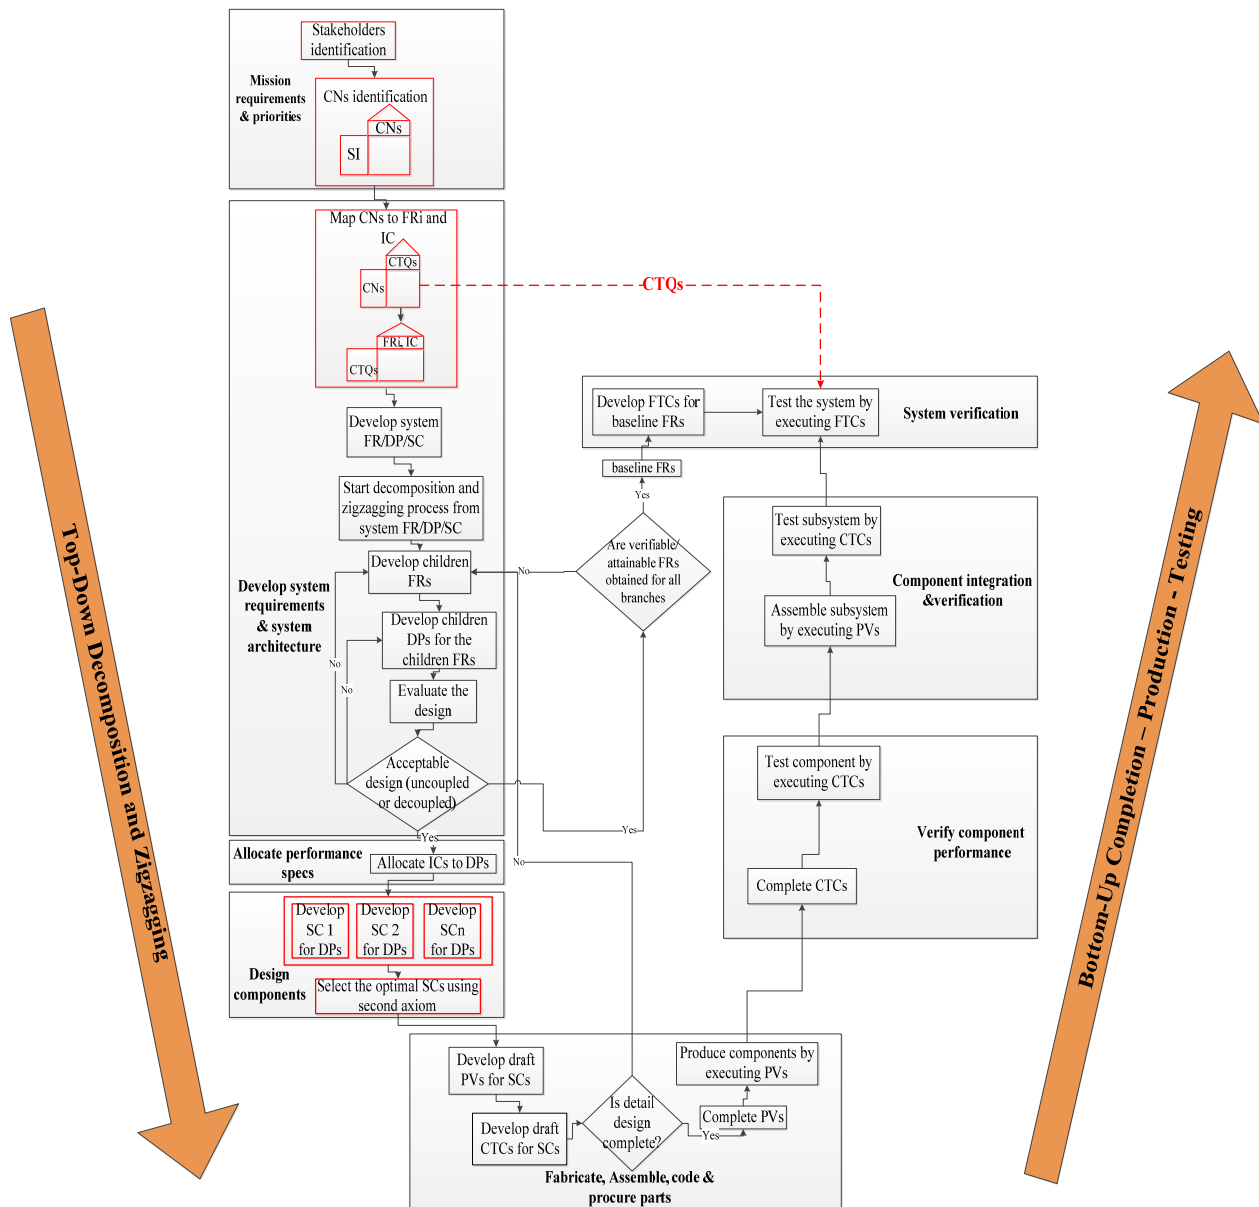 Stakeholders
identification
Mission
requirements
& priorities
CNs identification
CNs
SI
Map CNs to FRi and
IC
CTQs
CNs
FRi, IC
CTQs
CTQs
Develop system
FR/DP/SC
Start decomposition and
zigzagging process from
system FR/DP/SC
Develop children
FRs
Develop system
requirements
& system
architecture
Develop children
DPs for the
children FRs
No
No
Evaluate the
design
Acceptable
design (uncoupled
or decoupled)
Yes
Yes
Allocate performance
specs
Allocate ICs to DPs
Develop
SC 1
for DPs
Develop
SC 2
for DPs
Develop
SCn
for DPs
Design
components
Select the optimal SCs using
second axiom
Develop draft
PVs for SCs
Develop draft
CTCs for SCs
Is detail
design
complete?
No
Yes
Complete PVs
Produce components by
executing PVs
Fabricate, Assemble, code &
procure parts
Complete CTCs
Test component by
executing CTCs
Verify component
performance
Assemble subsystem
by executing PVs
Test subsystem by
executing CTCs
Component integration
&verification
Are verifiable/
attainable FRs
obtained for all
branches
No
Yes
baseline FRs
Develop FTCs for
baseline FRs
Test the system by
executing FTCs
System verification
Top-Down Decomposition and Zigzagging
Bottom-Up Completion – Production - Testing